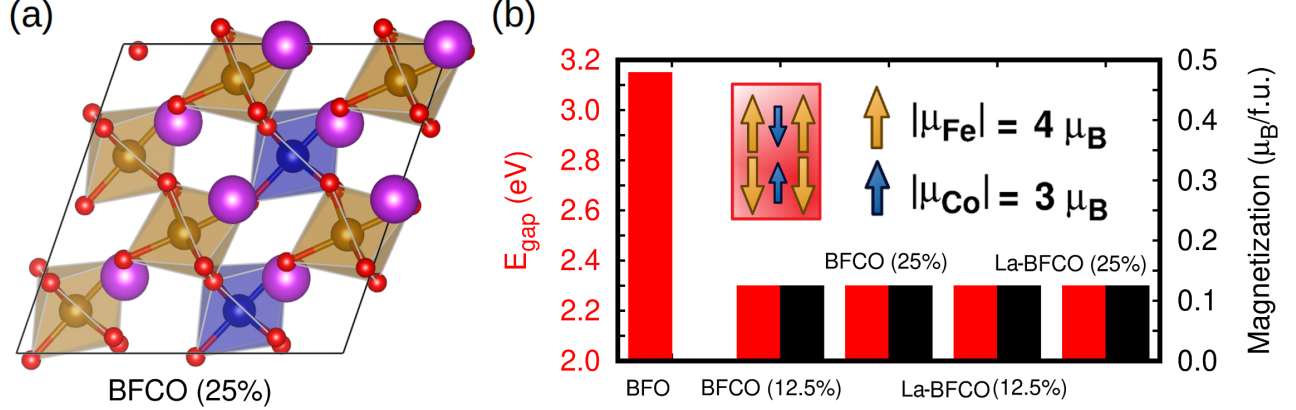 (a)
BFCO (25%)
(b)
E_gap (eV)
3.2
3.0
2.8
2.6
2.4
2.2
2.0
|μ_Fe| = 4 μ_B
|μ_Co| = 3 μ_B
BFCO (25%)
La-BFCO (25%)
BFO
BFCO (12.5%)
La-BFCO (12.5%)
0.5
0.4
0.3
0.2
0.1
0.0
Magnetization (μ_B/f.u.)